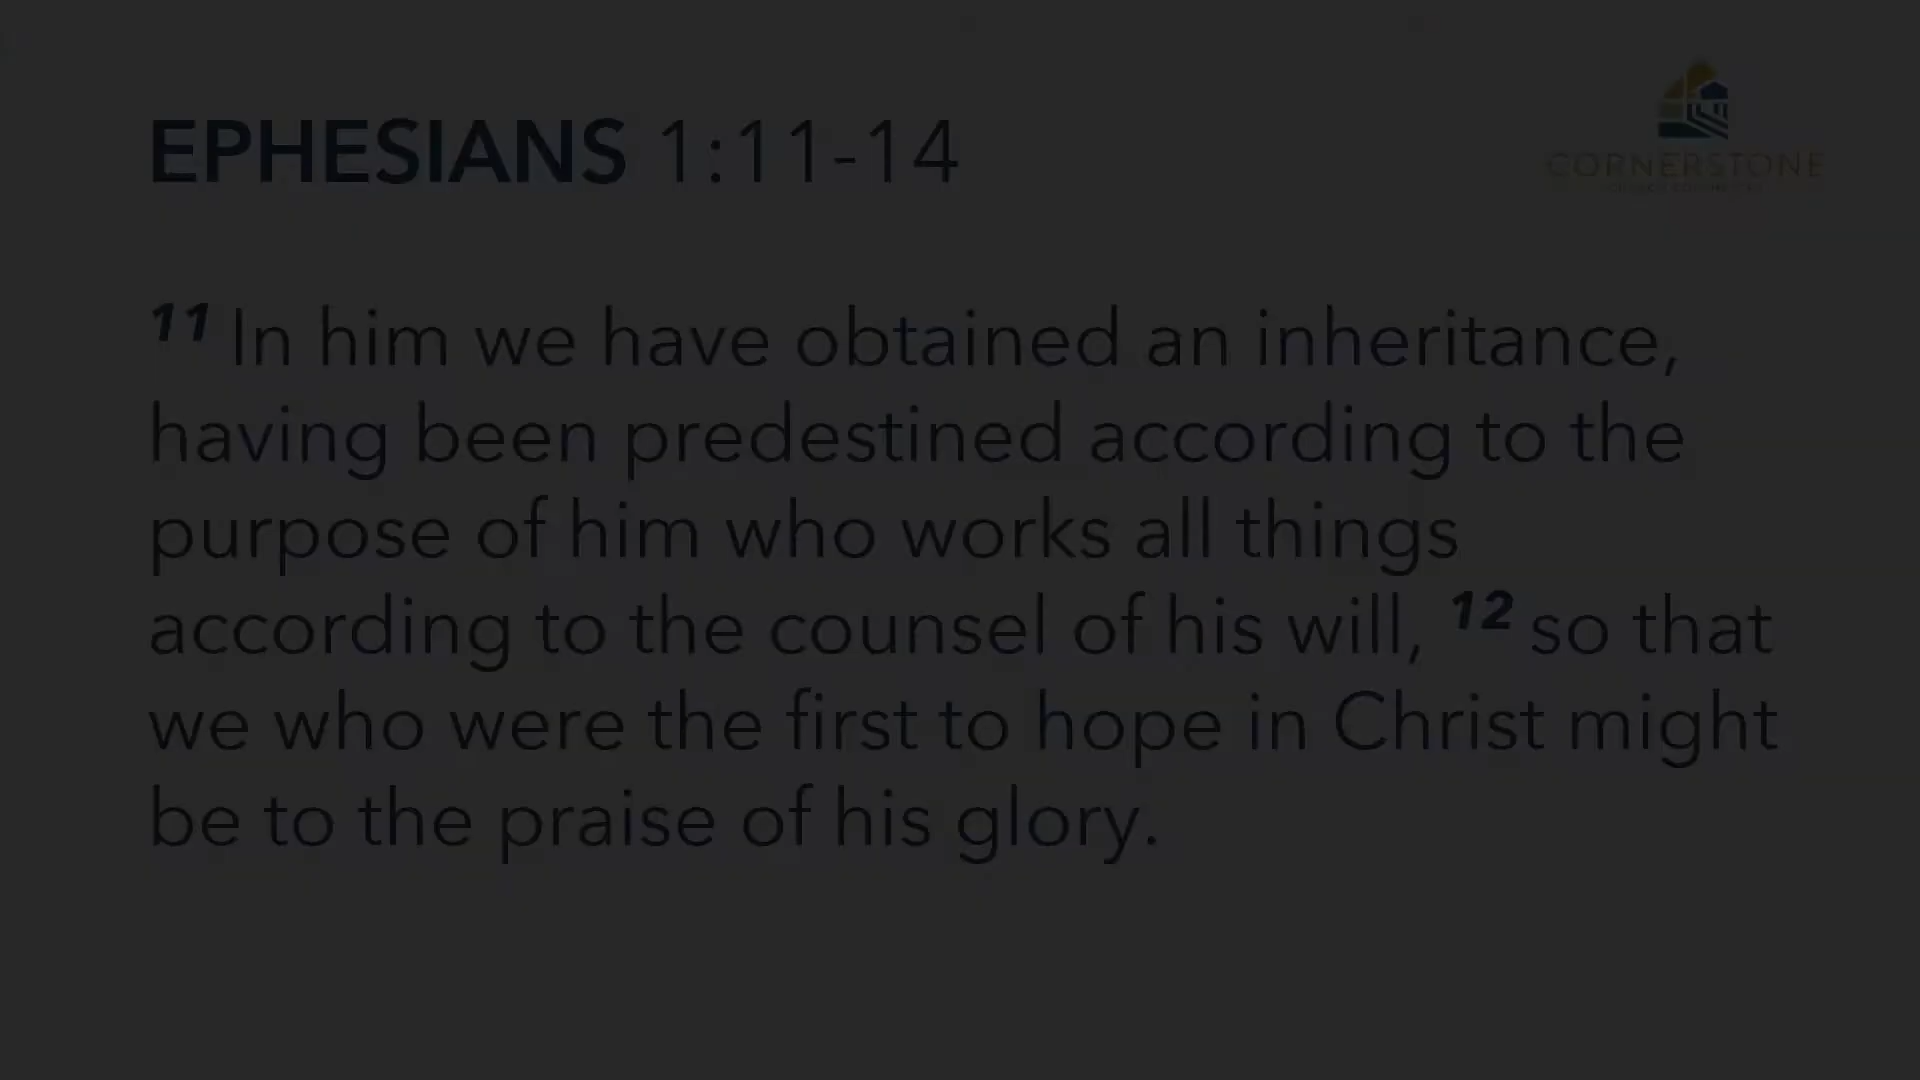 EPHESIANS 1:11-14
CORNERSTONE
11 In him we have obtained an inheritance,
having been predestined according to the
purpose of him who works all things
according to the counsel of his will, 12 so that
we who were the first to hope in Christ might
be to the praise of his glory.